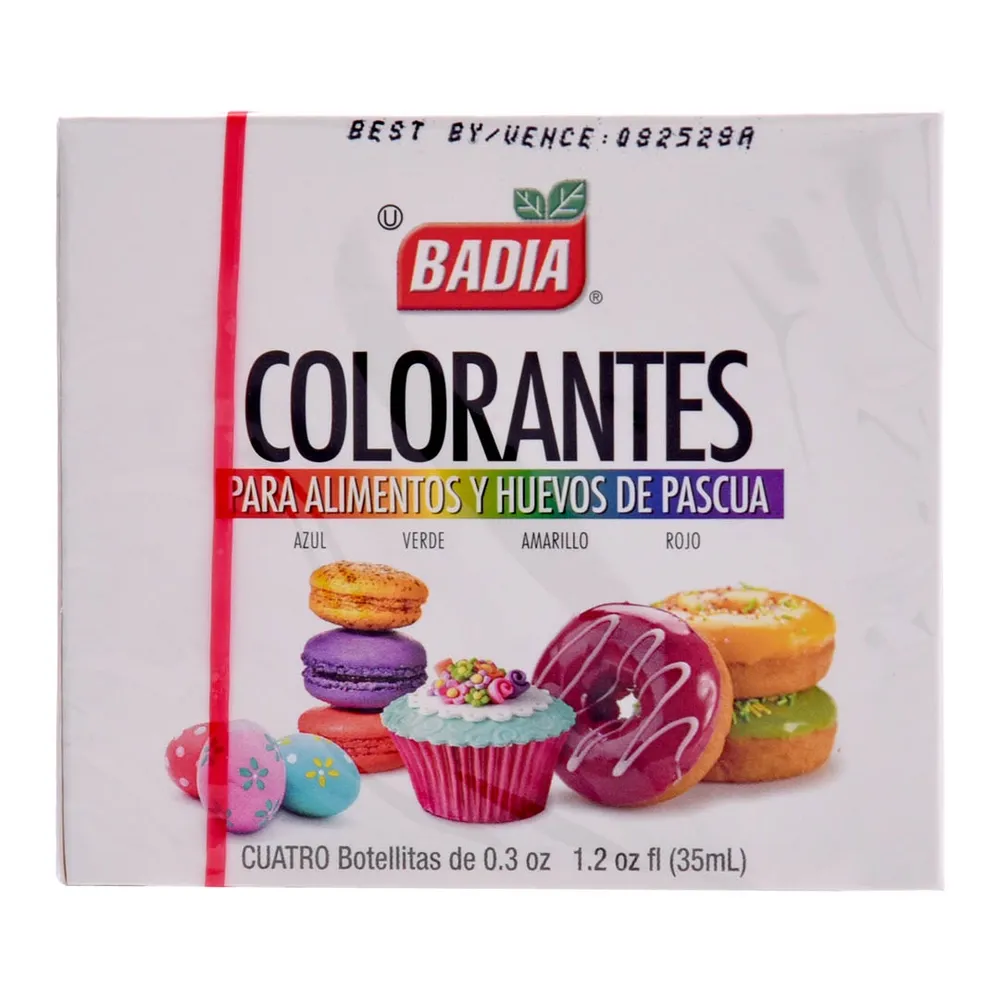 BEST BY/VENCE:092529A
U
BADIA
®
COLORANTES
PARA ALIMENTOS Y HUEVOS DE PASCUA
AZUL VERDE AMARILLO ROJO
CUATRO Botellitas de 0.3 oz 1.2 oz fl (35mL)